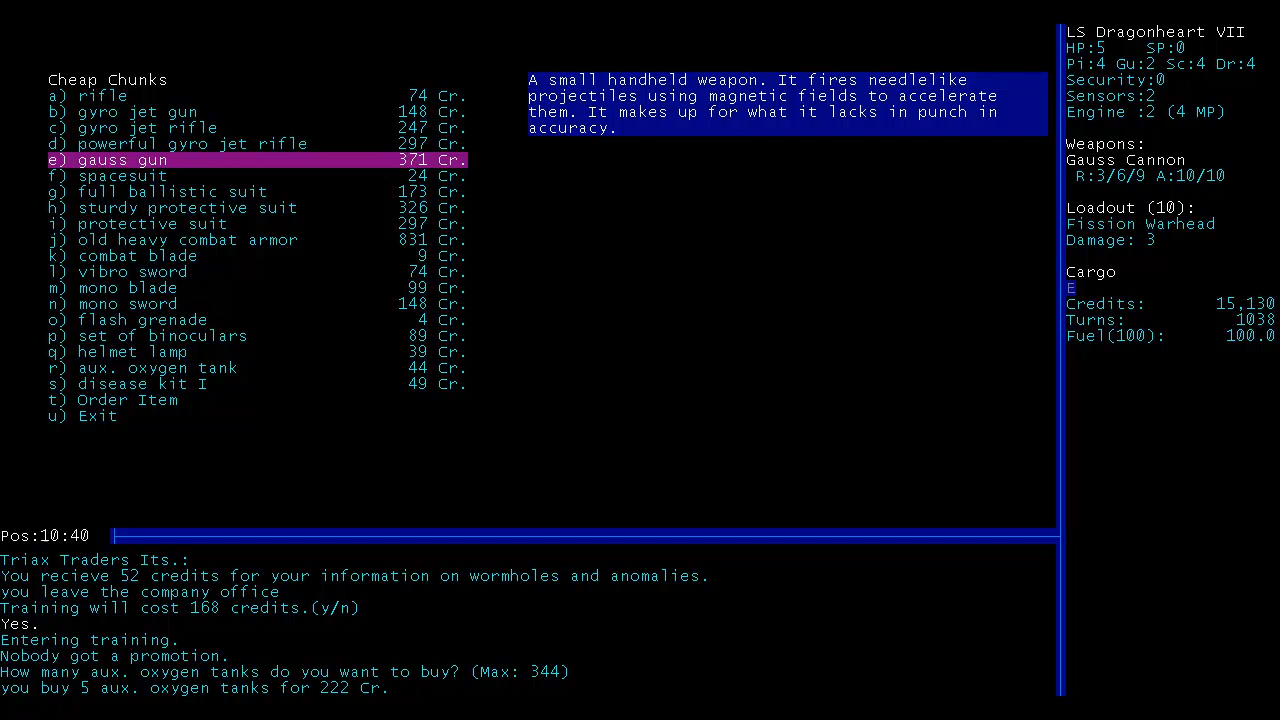 Cheap Chunks
a) rifle 74 Cr.
b) gyro jet gun 148 Cr.
c) gyro jet rifle 247 Cr.
d) powerful gyro jet rifle 297 Cr.
e) gauss gun 371 Cr.
f) spacesuit 24 Cr.
g) full ballistic suit 173 Cr.
h) sturdy protective suit 326 Cr.
i) protective suit 297 Cr.
j) old heavy combat armor 831 Cr.
k) combat blade 9 Cr.
l) vibro sword 74 Cr.
m) mono blade 99 Cr.
n) mono sword 148 Cr.
o) flash grenade 4 Cr.
p) set of binoculars 89 Cr.
q) helmet lamp 39 Cr.
r) aux. oxygen tank 44 Cr.
s) disease kit I 49 Cr.
t) Order Item
u) Exit
A small handheld weapon. It fires needlelike
projectiles using magnetic fields to accelerate
them. It makes up for what it lacks in punch in
accuracy.
LS Dragonheart VII
HP:5 SP:0
Pi:4 Gu:2 Sc:4 Dr:4
Security:0
Sensors:2
Engine :2 (4 MP)
Weapons:
Gauss Cannon
R:3/6/9 A:10/10
Loadout (10):
Fission Warhead
Damage: 3
Cargo
E
Credits: 15,130
Turns: 1038
Fuel(100): 100.0
Pos:10:40
Triax Traders Its.:
You recieve 52 credits for your information on wormholes and anomalies.
you leave the company office
Training will cost 168 credits.(y/n)
Yes.
Entering training.
Nobody got a promotion.
How many aux. oxygen tanks do you want to buy? (Max: 344)
you buy 5 aux. oxygen tanks for 222 Cr.